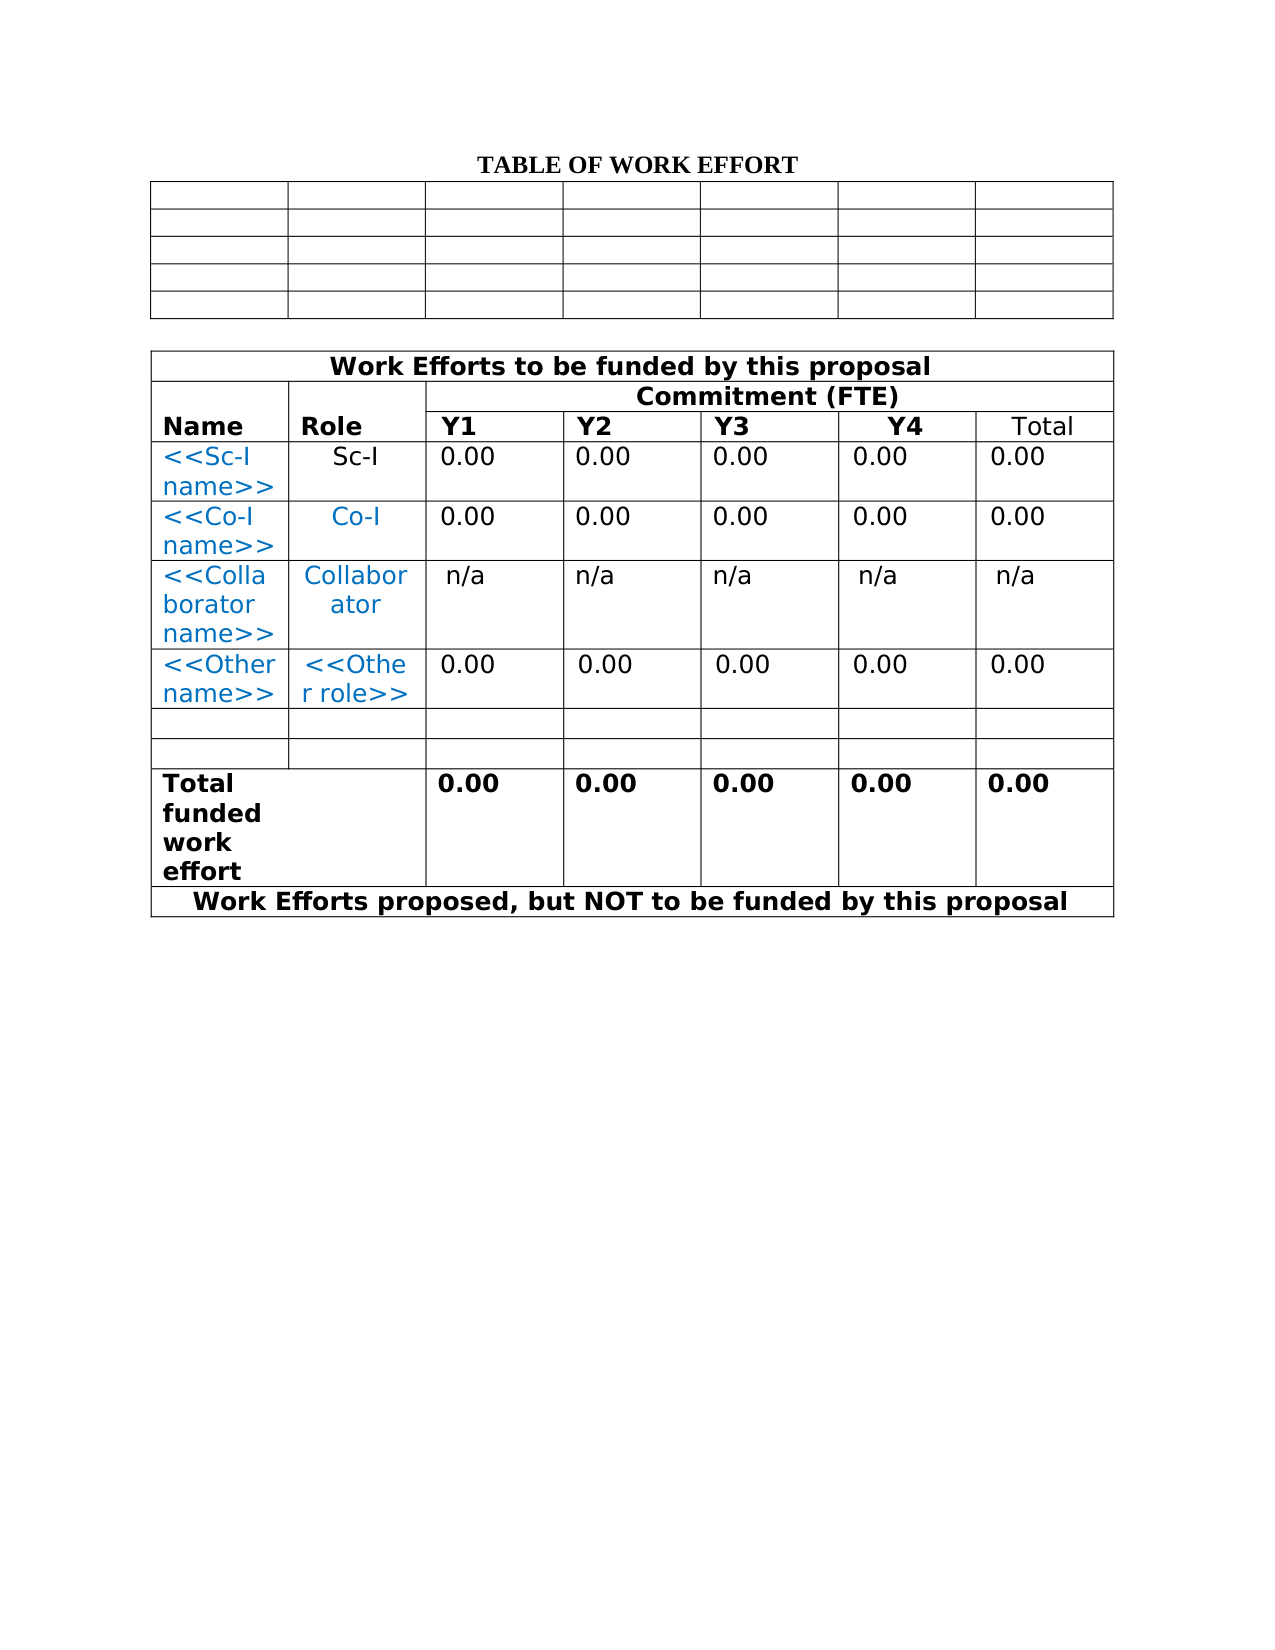 TABLE OF WORK EFFORT
Work Efforts to be funded by this proposal
Commitment (FTE)
Name Role Y1 Y2 Y3 Y4 Total
<<Sc-I Sc-I 0.00 0.00 0.00 0.00 0.00
name>>
<<Co-I Co-I 0.00 0.00 0.00 0.00 0.00
name>>
<<Colla Collabor n/a n/a n/a n/a n/a
borator ator
name>>
<<Other <<Othe 0.00 0.00 0.00 0.00 0.00
name>> r role>>
Total 0.00 0.00 0.00 0.00 0.00
funded
work
effort
Work Efforts proposed, but NOT to be funded by this proposal